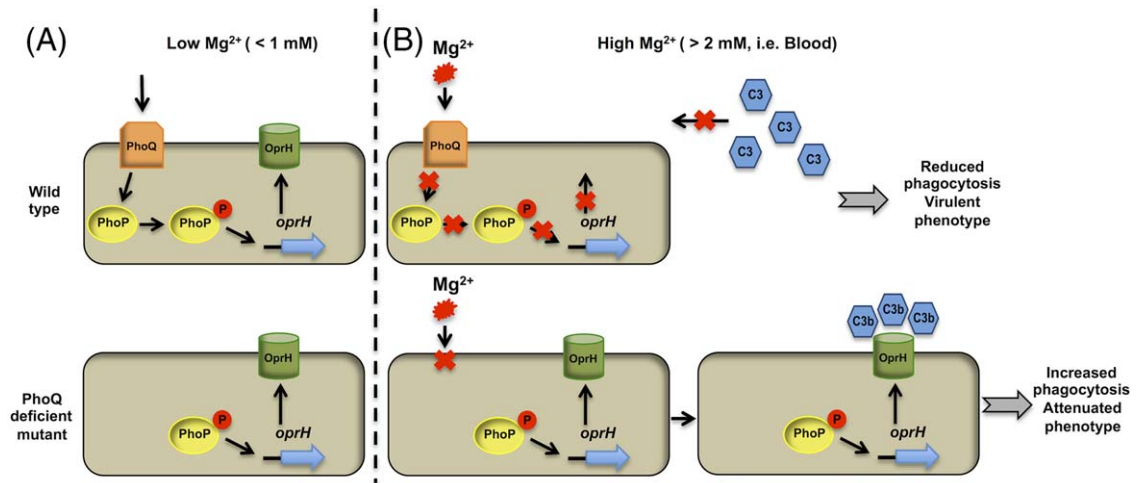 (A)
Low Mg²⁺ ( < 1 mM)
(B)
High Mg²⁺ ( > 2 mM, i.e. Blood)
Mg²⁺
PhoQ
OprH
PhoQ
C3
C3
C3
C3
Wild
type
PhoP
PhoP
P
oprH
PhoP
PhoP
P
oprH
Reduced
phagocytosis
Virulent
phenotype
Mg²⁺
PhoQ
deficient
mutant
OprH
PhoP
P
oprH
OprH
PhoP
P
oprH
C3b
C3b
C3b
OprH
PhoP
P
oprH
Increased
phagocytosis
Attenuated
phenotype